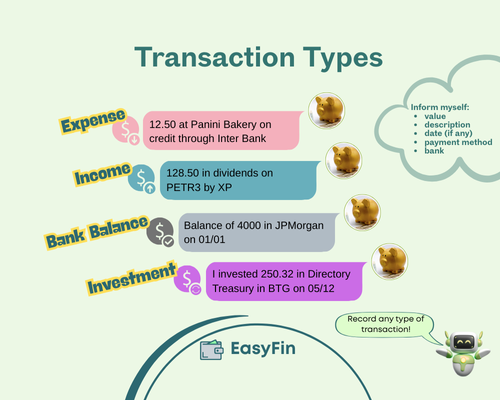 Transaction Types
Expense
12.50 at Panini Bakery on
credit through Inter Bank
Inform myself:
• value
• description
• date (if any)
• payment method
• bank
Income
128.50 in dividends on
PETR3 by XP
Bank Balance
Balance of 4000 in JPMorgan
on 01/01
Investment
I invested 250.32 in Directory
Treasury in BTG on 05/12
Record any type of
transaction!
EasyFin